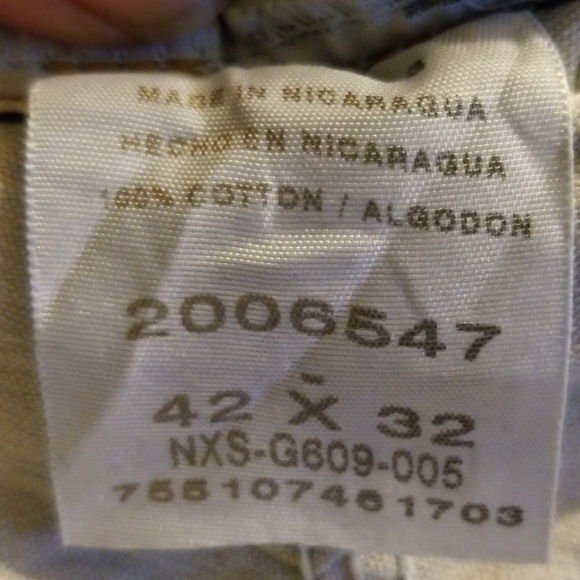 MADE IN NICARAGUA
HECHO EN NICARAGUA
100% COTTON / ALGODON
2006547
42 X 32
NXS-G609-005
755107461703